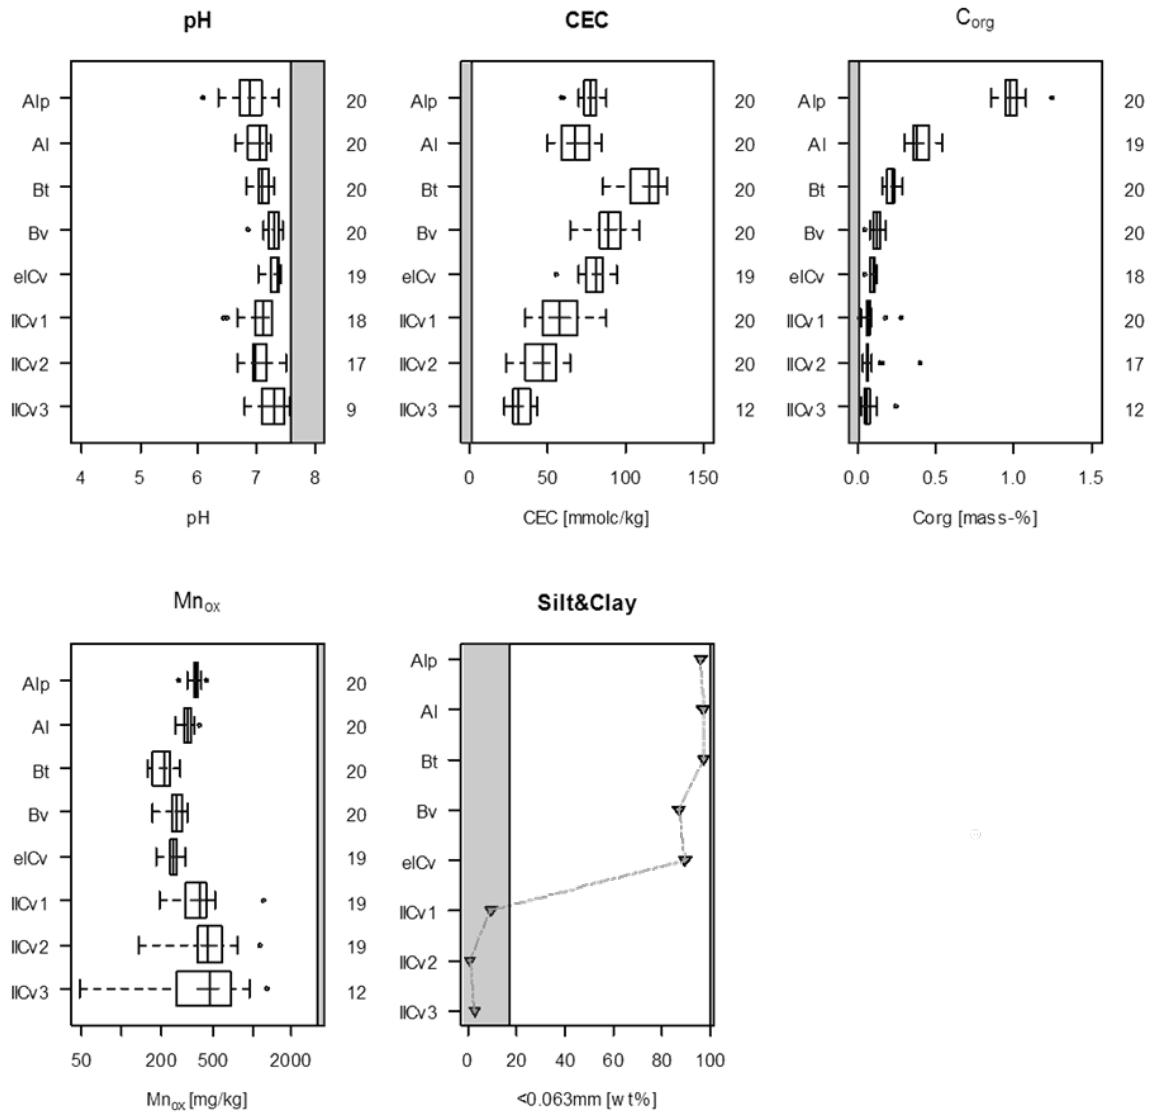 pH
Alp 20
Al 20
Bt 20
Bv 20
elCv 19
IICv1 18
IICv2 17
IICv3 9
4 5 6 7 8
pH
CEC
Alp 20
Al 20
Bt 20
Bv 20
elCv 19
IICv1 20
IICv2 20
IICv3 12
0 50 100 150
CEC [mmolc/kg]
Corg
Alp 20
Al 19
Bt 20
Bv 20
elCv 18
IICv1 20
IICv2 17
IICv3 12
0.0 0.5 1.0 1.5
Corg [mass-%]
Mnox
Alp 20
Al 20
Bt 20
Bv 20
elCv 19
IICv1 19
IICv2 19
IICv3 12
50 200 500 2000
Mnox [mg/kg]
Silt&Clay
Alp
Al
Bt
Bv
elCv
IICv1
IICv2
IICv3
0 20 40 60 80 100
<0.063mm [wt%]